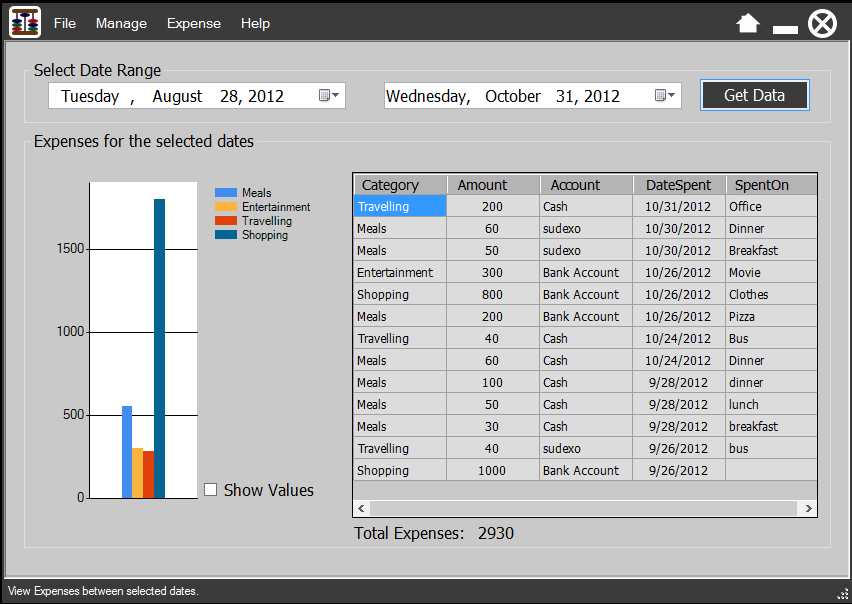 File Manage Expense Help
Select Date Range
Tuesday , August 28, 2012 Wednesday, October 31, 2012 Get Data
Expenses for the selected dates
Meals
Entertainment
Travelling
Shopping
1500
1000
500
0
Show Values
Category Amount Account DateSpent SpentOn
Travelling 200 Cash 10/31/2012 Office
Meals 60 sudexo 10/30/2012 Dinner
Meals 50 sudexo 10/30/2012 Breakfast
Entertainment 300 Bank Account 10/26/2012 Movie
Shopping 800 Bank Account 10/26/2012 Clothes
Meals 200 Bank Account 10/26/2012 Pizza
Travelling 40 Cash 10/24/2012 Bus
Meals 60 Cash 10/24/2012 Dinner
Meals 100 Cash 9/28/2012 dinner
Meals 50 Cash 9/28/2012 lunch
Meals 30 Cash 9/28/2012 breakfast
Travelling 40 sudexo 9/26/2012 bus
Shopping 1000 Bank Account 9/26/2012
Total Expenses: 2930
View Expenses between selected dates.